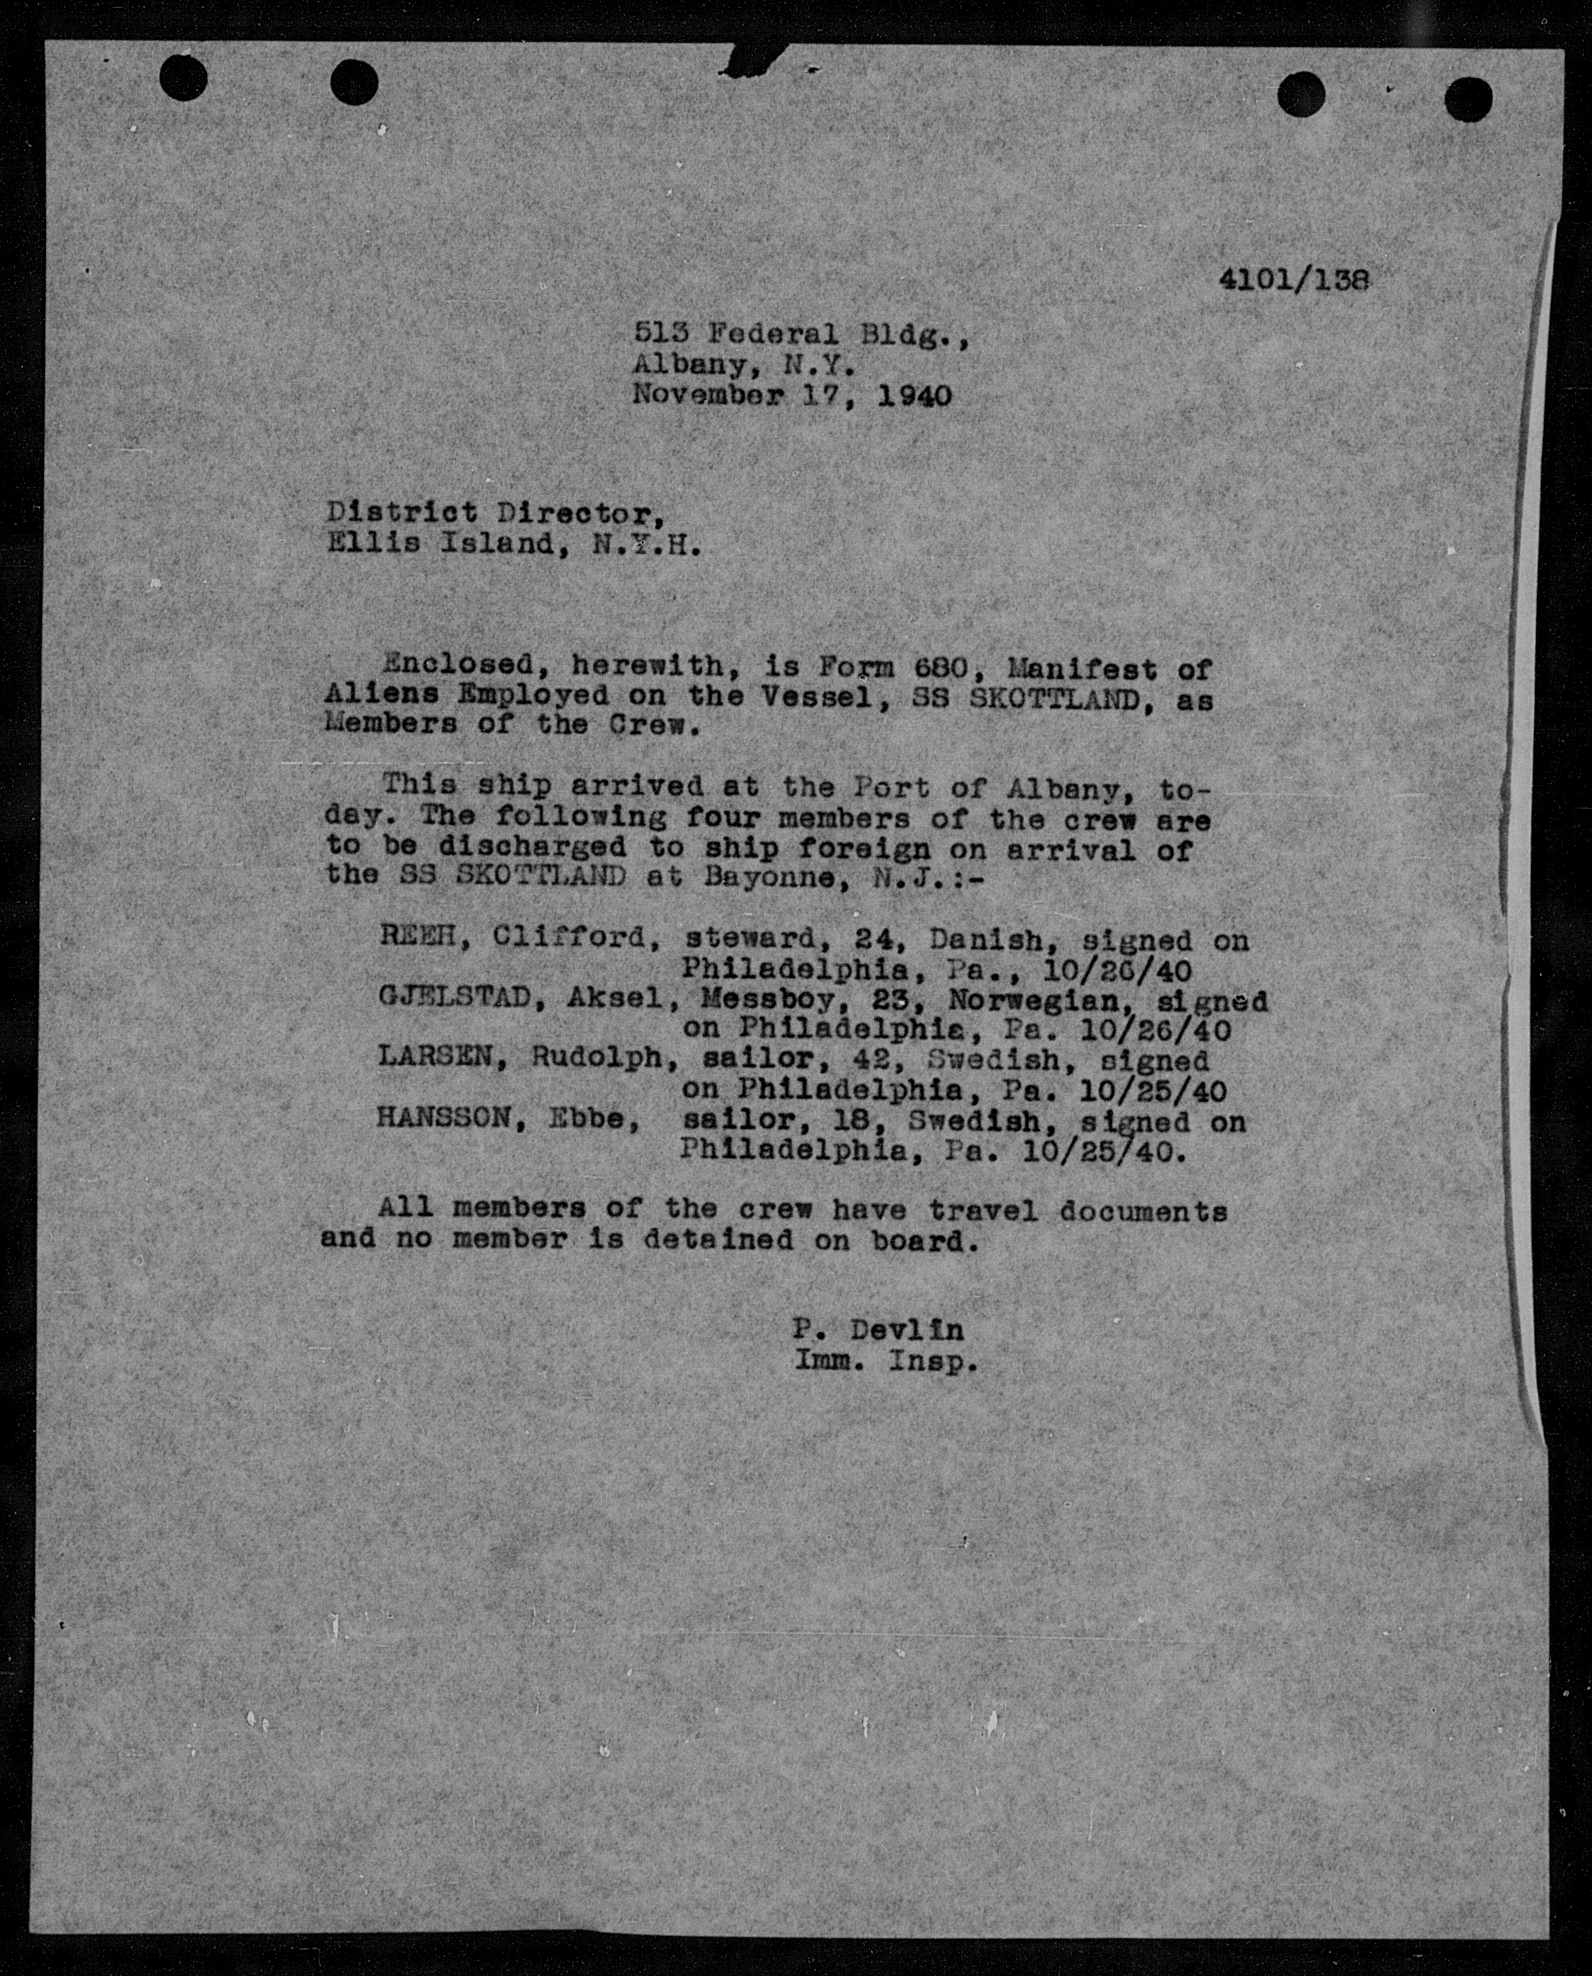 4101/138
513 Federal Bldg.,
Albany, N.Y.
November 17, 1940
District Director,
Ellis Island, N.Y.H.
Enclosed, herewith, is Form 680, Manifest of
Aliens Employed on the Vessel, SS SKOTTLAND, as
Members of the Crew.
This ship arrived at the Port of Albany, to-
day. The following four members of the crew are
to be discharged to ship foreign on arrival of
the SS SKOTTLAND at Bayonne, N.J.:-
REEH, Clifford, steward, 24, Danish, signed on
Philadelphia, Pa., 10/26/40
GJELSTAD, Aksel, Messboy, 23, Norwegian, signed
on Philadelphia, Pa. 10/26/40
LARSEN, Rudolph, sailor, 42, Swedish, signed
on Philadelphia, Pa. 10/25/40
HANSSON, Ebbe, sailor, 18, Swedish, signed on
Philadelphia, Pa. 10/25/40.
All members of the crew have travel documents
and no member is detained on board.
P. Devlin
Imm. Insp.